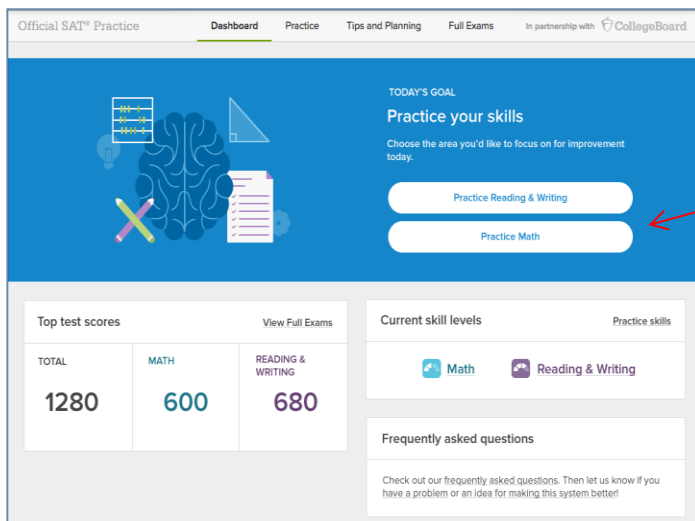 Official SAT® Practice
Dashboard
Practice
Tips and Planning
Full Exams
In partnership with CollegeBoard
TODAY'S GOAL
Practice your skills
Choose the area you'd like to focus on for improvement
today.
Practice Reading & Writing
Practice Math
Top test scores
View Full Exams
TOTAL
1280
MATH
600
READING &
WRITING
680
Current skill levels
Practice skills
Math
Reading & Writing
Frequently asked questions
Check out our frequently asked questions. Then let us know if you
have a problem or an idea for making this system better!